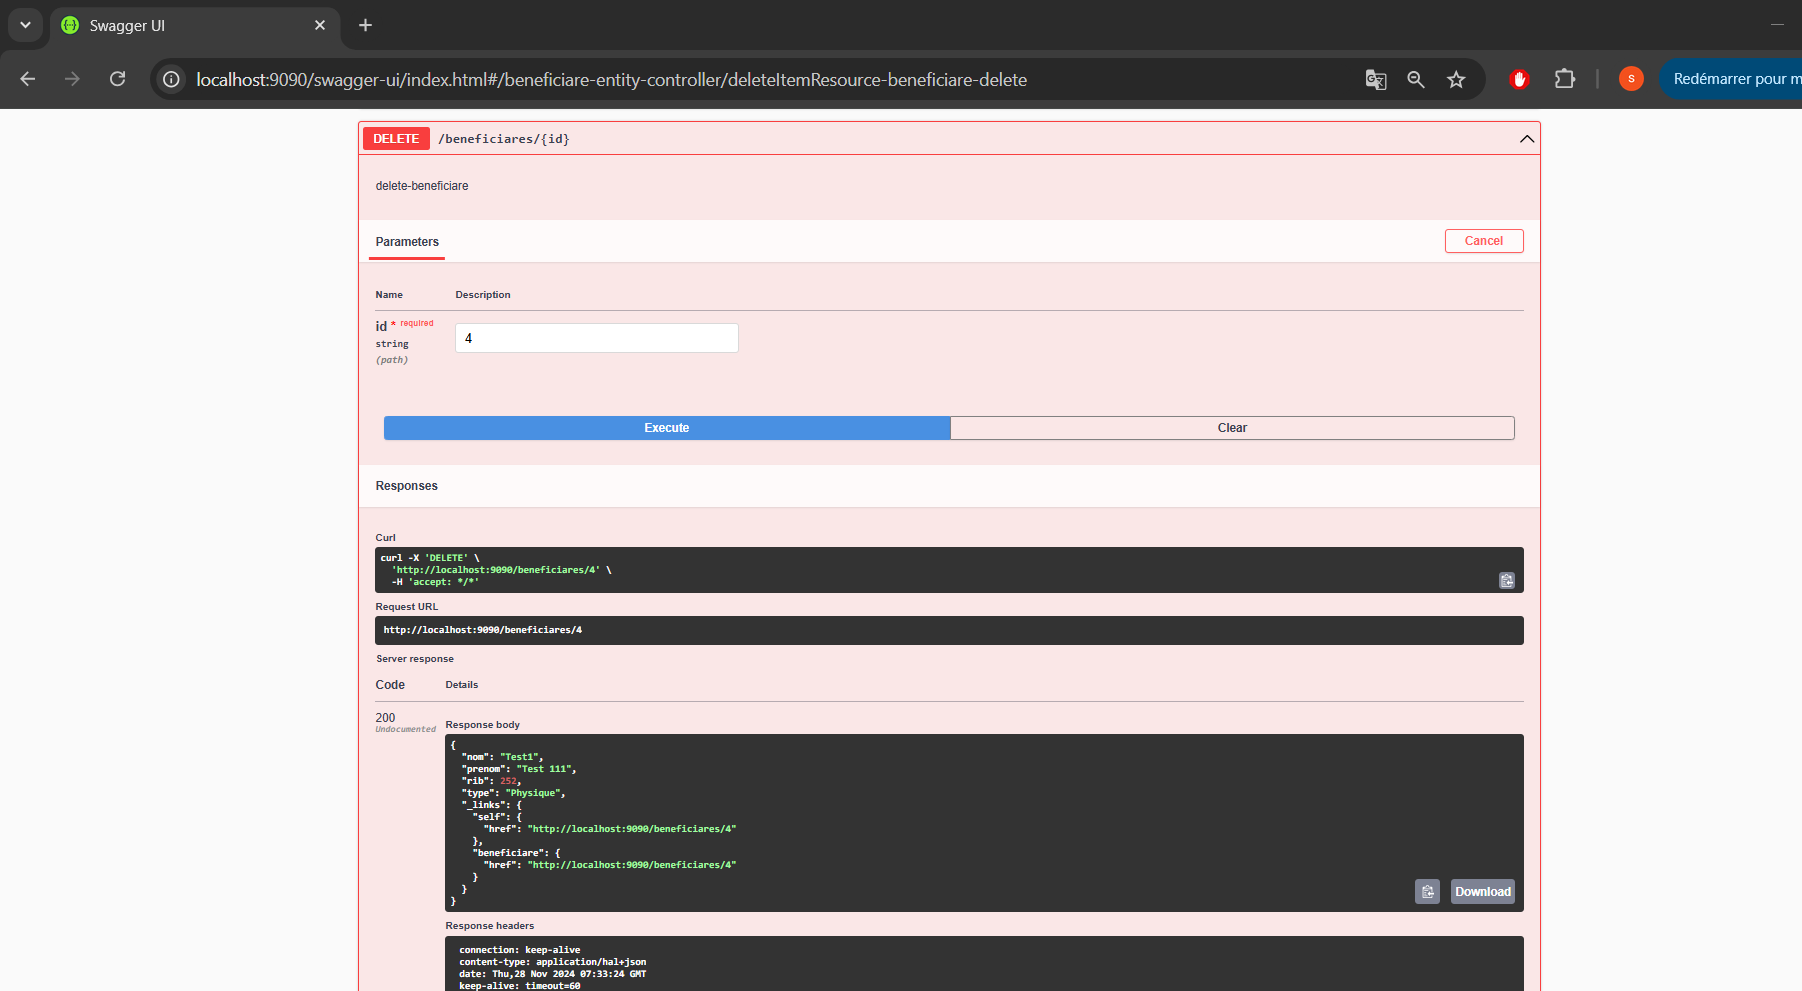 Swagger UI
localhost:9090/swagger-ui/index.html#/beneficiare-entity-controller/deleteItemResource-beneficiare-delete
S
Redémarrer pour m
DELETE /beneficiares/{id}
delete-beneficiare
Parameters
Cancel
Name Description
id * required
string
(path)
4
Execute Clear
Responses
Curl
curl -X 'DELETE' \
'http://localhost:9090/beneficiares/4' \
-H 'accept: */*'
Request URL
http://localhost:9090/beneficiares/4
Server response
Code Details
200
Undocumented
Response body
{
"nom": "Test1",
"prenom": "Test 111",
"rib": 252,
"type": "Physique",
"_links": {
"self": {
"href": "http://localhost:9090/beneficiares/4"
},
"beneficiare": {
"href": "http://localhost:9090/beneficiares/4"
}
}
}
Download
Response headers
connection: keep-alive
content-type: application/hal+json
date: Thu,28 Nov 2024 07:33:24 GMT
keep-alive: timeout=60